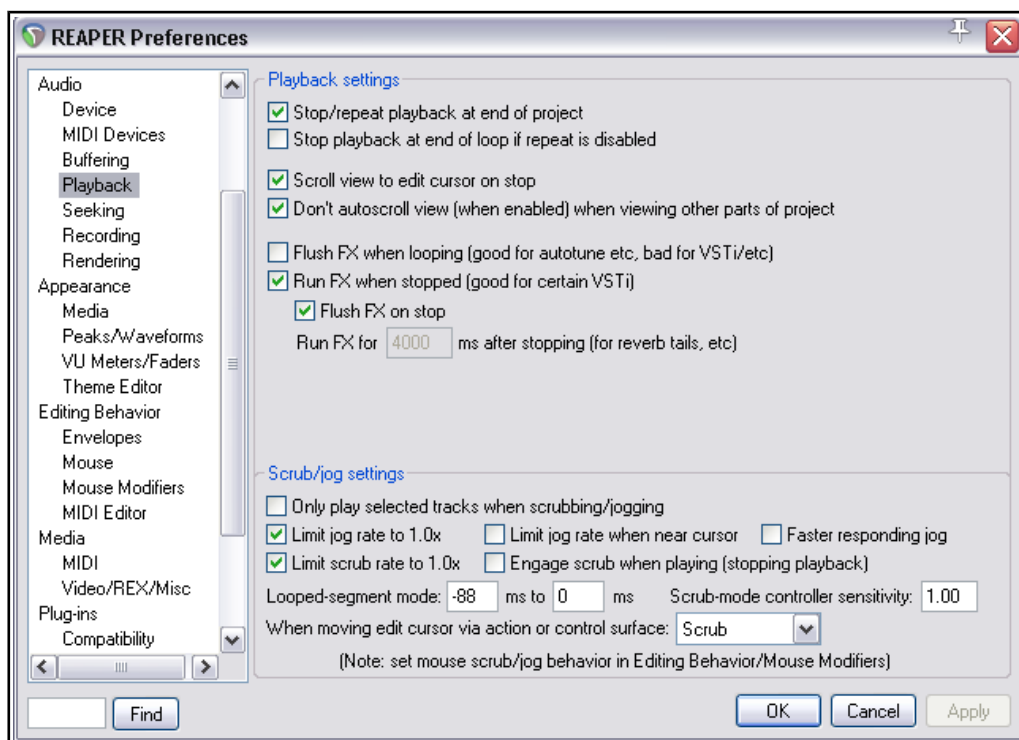 REAPER Preferences
Audio
Device
MIDI Devices
Buffering
Playback
Seeking
Recording
Rendering
Appearance
Media
Peaks/Waveforms
VU Meters/Faders
Theme Editor
Editing Behavior
Envelopes
Mouse
Mouse Modifiers
MIDI Editor
Media
MIDI
Video/REX/Misc
Plug-ins
Compatibility
Find
Playback settings
Stop/repeat playback at end of project
Stop playback at end of loop if repeat is disabled
Scroll view to edit cursor on stop
Don't autoscroll view (when enabled) when viewing other parts of project
Flush FX when looping (good for autotune etc, bad for VSTi/etc)
Run FX when stopped (good for certain VSTi)
Flush FX on stop
Run FX for 4000 ms after stopping (for reverb tails, etc)
Scrub/jog settings
Only play selected tracks when scrubbing/jogging
Limit jog rate to 1.0x Limit jog rate when near cursor Faster responding jog
Limit scrub rate to 1.0x Engage scrub when playing (stopping playback)
Looped-segment mode: -88 ms to 0 ms Scrub-mode controller sensitivity: 1.00
When moving edit cursor via action or control surface: Scrub
(Note: set mouse scrub/jog behavior in Editing Behavior/Mouse Modifiers)
OK Cancel Apply